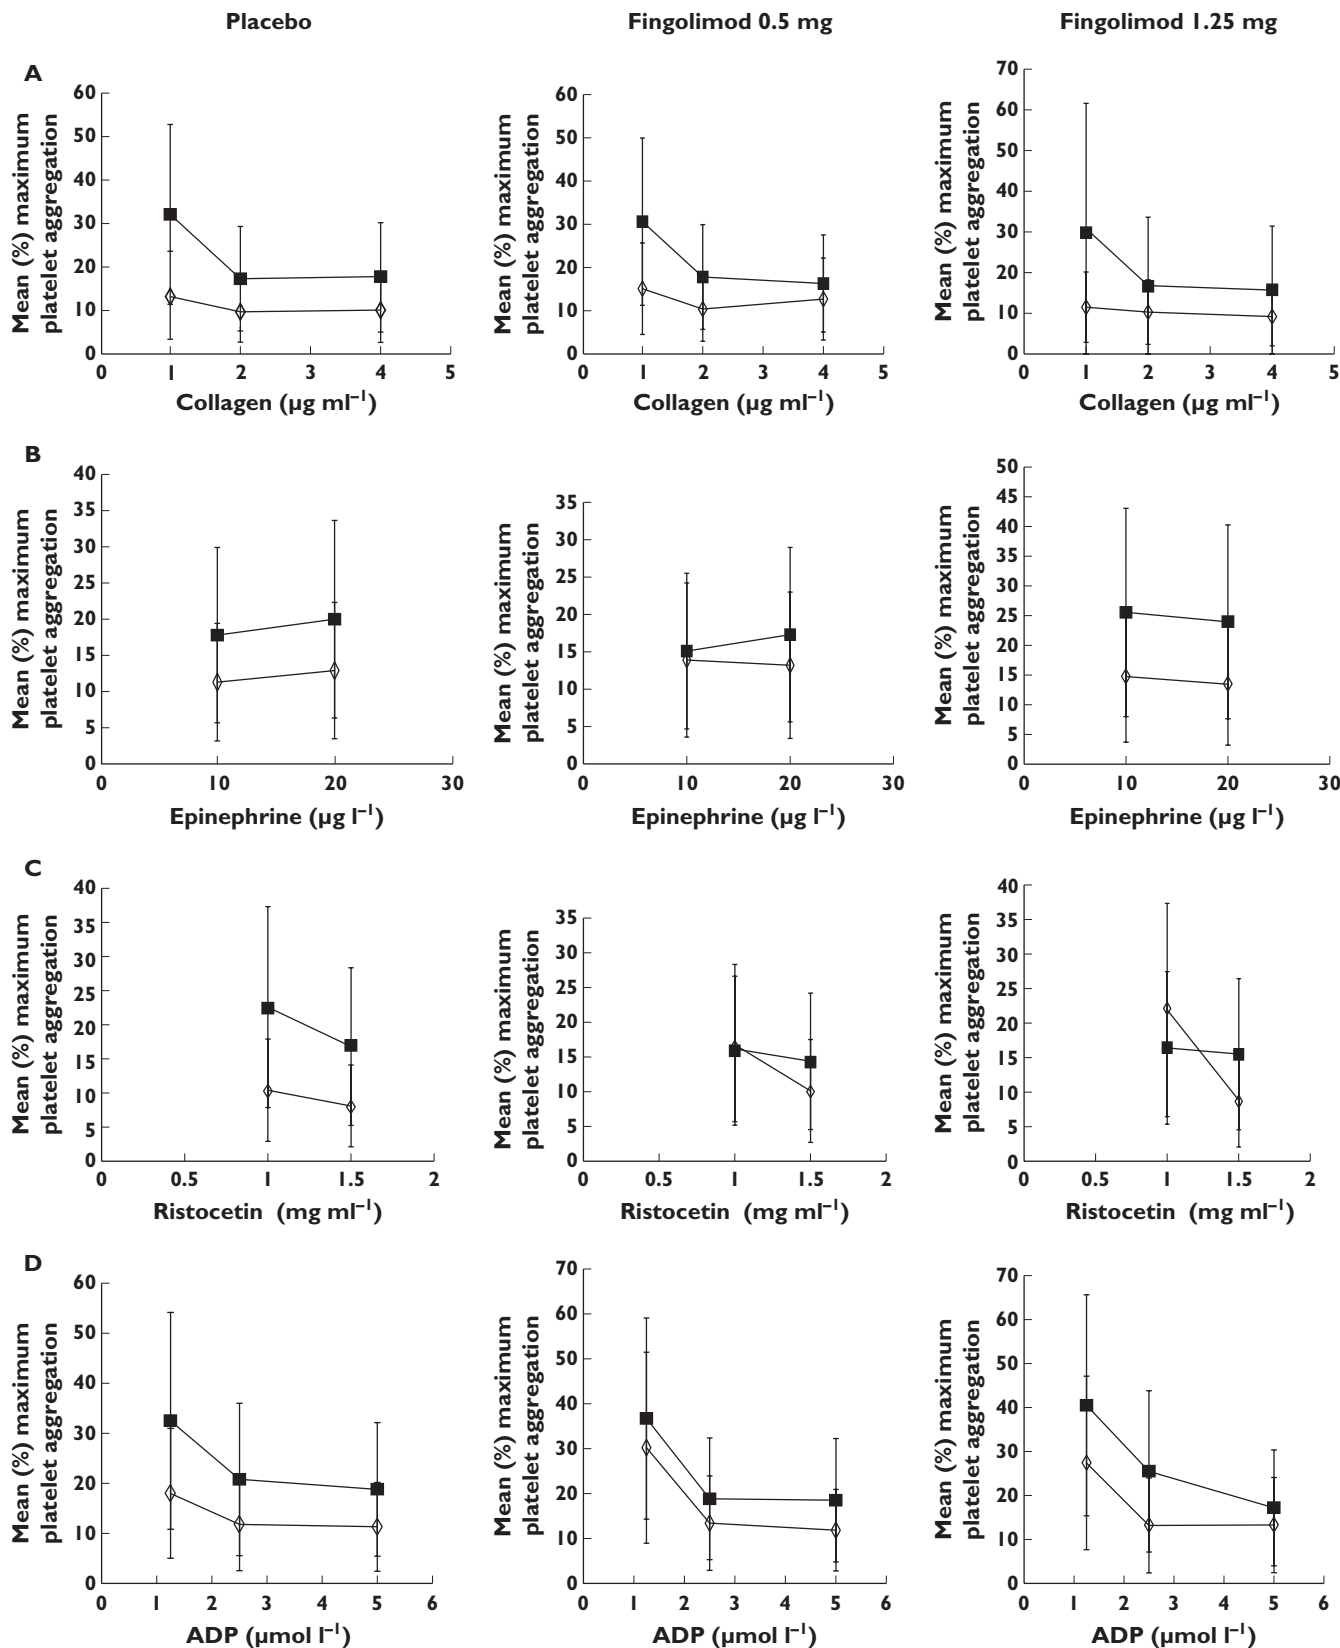 Placebo
Fingolimod 0.5 mg
Fingolimod 1.25 mg
A
Mean (%) maximum
platelet aggregation
60
50
40
30
20
10
0
0 1 2 3 4 5
Collagen (µg ml⁻¹)
Mean (%) maximum
platelet aggregation
60
50
40
30
20
10
0
0 1 2 3 4 5
Collagen (µg ml⁻¹)
Mean (%) maximum
platelet aggregation
70
60
50
40
30
20
10
0
0 1 2 3 4 5
Collagen (µg ml⁻¹)
B
Mean (%) maximum
platelet aggregation
40
35
30
25
20
15
10
5
0
0 10 20 30
Epinephrine (µg l⁻¹)
Mean (%) maximum
platelet aggregation
35
30
25
20
15
10
5
0
0 10 20 30
Epinephrine (µg l⁻¹)
Mean (%) maximum
platelet aggregation
50
45
40
35
30
25
20
15
10
5
0
0 10 20 30
Epinephrine (µg l⁻¹)
C
Mean (%) maximum
platelet aggregation
40
35
30
25
20
15
10
5
0
0 0.5 1 1.5 2
Ristocetin (mg ml⁻¹)
Mean (%) maximum
platelet aggregation
35
30
25
20
15
10
5
0
0 0.5 1 1.5 2
Ristocetin (mg ml⁻¹)
Mean (%) maximum
platelet aggregation
40
35
30
25
20
15
10
5
0
0 0.5 1 1.5 2
Ristocetin (mg ml⁻¹)
D
Mean (%) maximum
platelet aggregation
60
50
40
30
20
10
0
0 1 2 3 4 5 6
ADP (µmol l⁻¹)
Mean (%) maximum
platelet aggregation
70
60
50
40
30
20
10
0
0 1 2 3 4 5 6
ADP (µmol l⁻¹)
Mean (%) maximum
platelet aggregation
70
60
50
40
30
20
10
0
0 1 2 3 4 5 6
ADP (µmol l⁻¹)